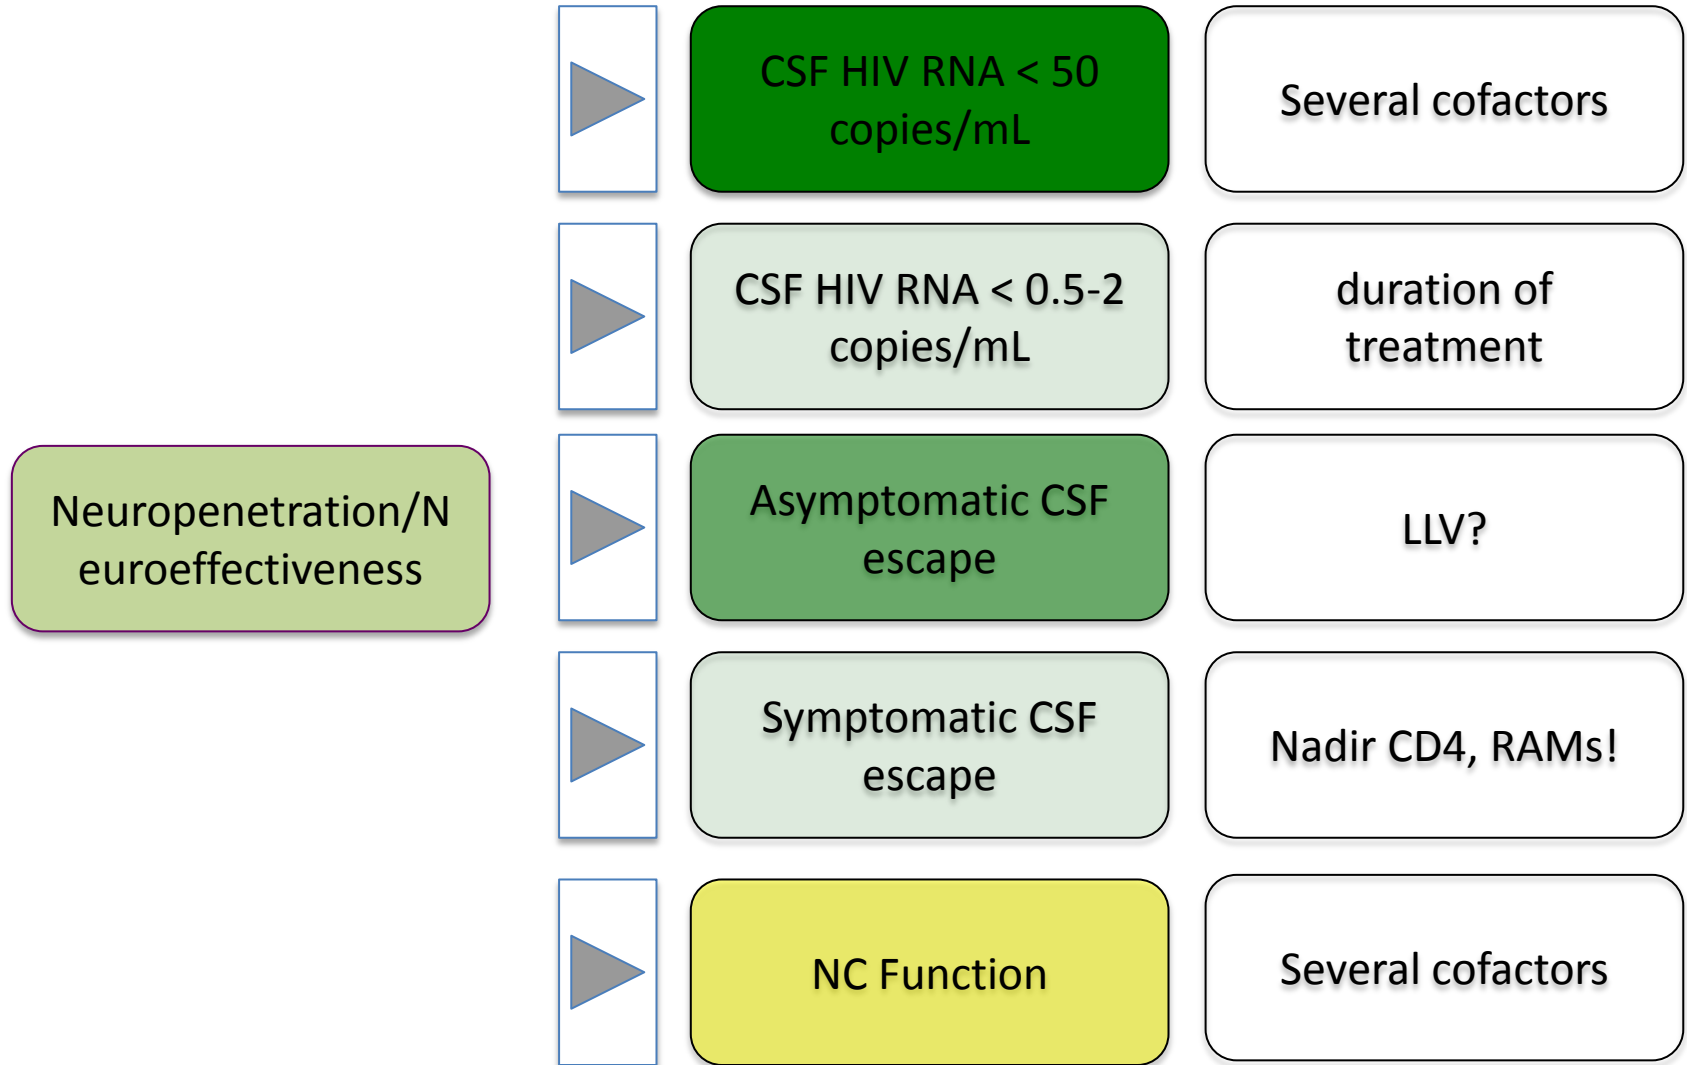 CSF HIV RNA < 50
copies/mL
Several cofactors
CSF HIV RNA < 0.5-2
copies/mL
duration of
treatment
Neuropenetration/N
euroeffectiveness
Asymptomatic CSF
escape
LLV?
Symptomatic CSF
escape
Nadir CD4, RAMs!
NC Function
Several cofactors